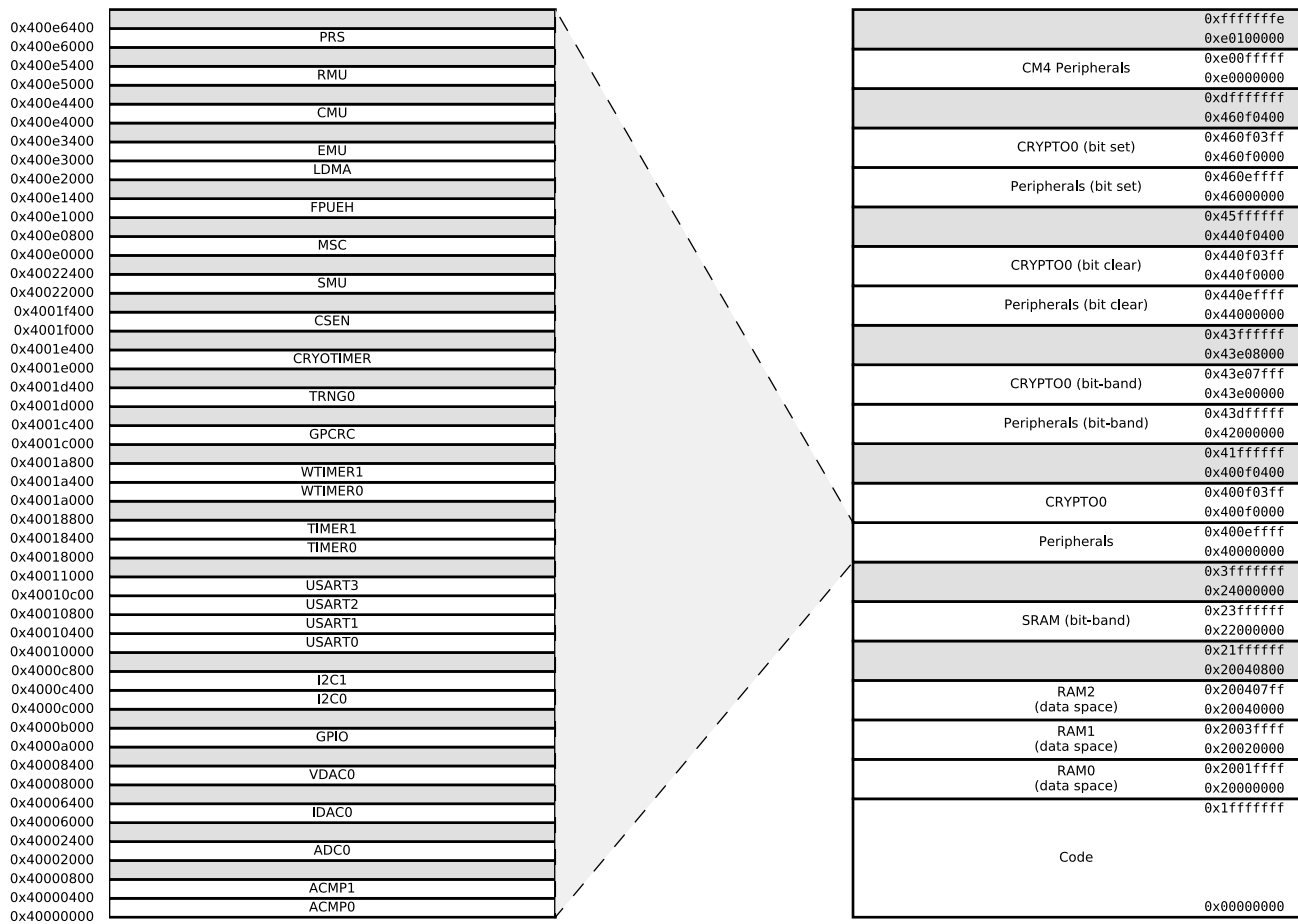 0x400e6400
PRS
0x400e6000
0x400e5400
RMU
0x400e5000
0x400e4400
CMU
0x400e4000
0x400e3400
EMU
0x400e3000
LDMA
0x400e2000
0x400e1400
FPUEH
0x400e1000
0x400e0800
MSC
0x400e0000
0x40022400
SMU
0x40022000
0x4001f400
CSEN
0x4001f000
0x4001e400
CRYOTIMER
0x4001e000
0x4001d400
TRNG0
0x4001d000
0x4001c400
GPCRC
0x4001c000
0x4001a800
WTIMER1
0x4001a400
WTIMER0
0x4001a000
0x40018800
TIMER1
0x40018400
TIMER0
0x40018000
0x40011000
USART3
0x40010c00
USART2
0x40010800
USART1
0x40010400
USART0
0x40010000
0x4000c800
I2C1
0x4000c400
I2C0
0x4000c000
0x4000b000
GPIO
0x4000a000
0x40008400
VDAC0
0x40008000
0x40006400
IDAC0
0x40006000
0x40002400
ADC0
0x40002000
0x40000800
ACMP1
0x40000400
ACMP0
0x40000000
0xfffffffe
0xe0100000
CM4 Peripherals
0xe00fffff
0xe0000000
0xdfffffff
0x460f0400
CRYPTO0 (bit set)
0x460f03ff
0x460f0000
Peripherals (bit set)
0x460effff
0x46000000
0x45ffffff
0x440f0400
CRYPTO0 (bit clear)
0x440f03ff
0x440f0000
Peripherals (bit clear)
0x440effff
0x44000000
0x43ffffff
0x43e08000
CRYPTO0 (bit-band)
0x43e07fff
0x43e00000
Peripherals (bit-band)
0x43dfffff
0x42000000
0x41ffffff
0x400f0400
CRYPTO0
0x400f03ff
0x400f0000
Peripherals
0x400effff
0x40000000
0x3fffffff
0x24000000
SRAM (bit-band)
0x23ffffff
0x22000000
0x21ffffff
0x20040800
RAM2
(data space)
0x200407ff
0x20040000
RAM1
(data space)
0x2003ffff
0x20020000
RAM0
(data space)
0x2001ffff
0x20000000
0x1fffffff
Code
0x00000000